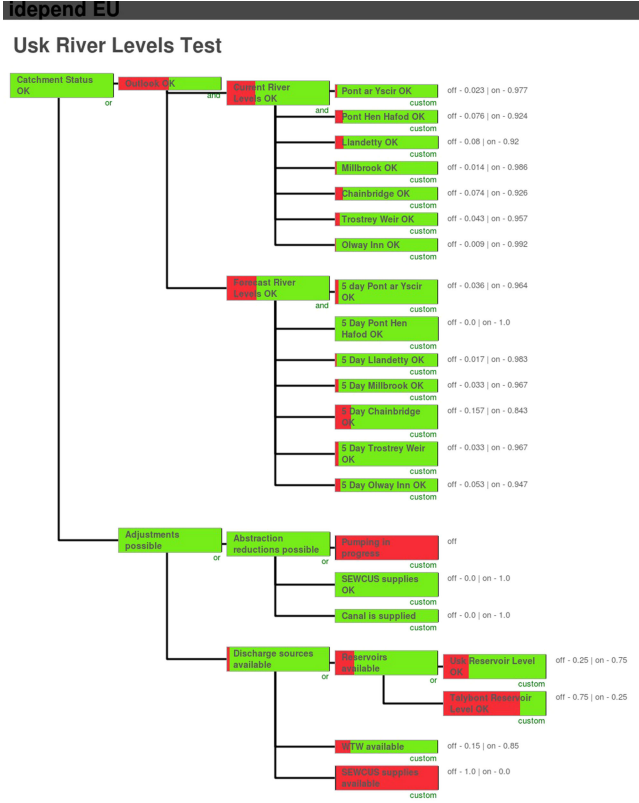 idepend EU
Usk River Levels Test
Catchment Status
OK
or
Outlook OK
and
Current River
Levels OK
and
Pont ar Yscir OK
custom
off - 0.023 | on - 0.977
Pont Hen Hafod OK
custom
off - 0.076 | on - 0.924
Llandetty OK
custom
off - 0.08 | on - 0.92
Millbrook OK
custom
off - 0.014 | on - 0.986
Chainbridge OK
custom
off - 0.074 | on - 0.926
Trostrey Weir OK
custom
off - 0.043 | on - 0.957
Olway Inn OK
custom
off - 0.009 | on - 0.992
Forecast River
Levels OK
and
5 day Pont ar Yscir
OK
custom
off - 0.036 | on - 0.964
5 Day Pont Hen
Hafod OK
custom
off - 0.0 | on - 1.0
5 Day Llandetty OK
custom
off - 0.017 | on - 0.983
5 Day Millbrook OK
custom
off - 0.033 | on - 0.967
5 Day Chainbridge
OK
custom
off - 0.157 | on - 0.843
5 Day Trostrey Weir
OK
custom
off - 0.033 | on - 0.967
5 Day Olway Inn OK
custom
off - 0.053 | on - 0.947
Adjustments
possible
or
Abstraction
reductions possible
or
Pumping in
progress
custom
off
SEWCUS supplies
OK
custom
off - 0.0 | on - 1.0
Canal is supplied
custom
off - 0.0 | on - 1.0
Discharge sources
available
or
Reservoirs
available
or
Usk Reservoir Level
OK
custom
off - 0.25 | on - 0.75
Talybont Reservoir
Level OK
custom
off - 0.75 | on - 0.25
WTW available
custom
off - 0.15 | on - 0.85
SEWCUS supplies
available
custom
off - 1.0 | on - 0.0